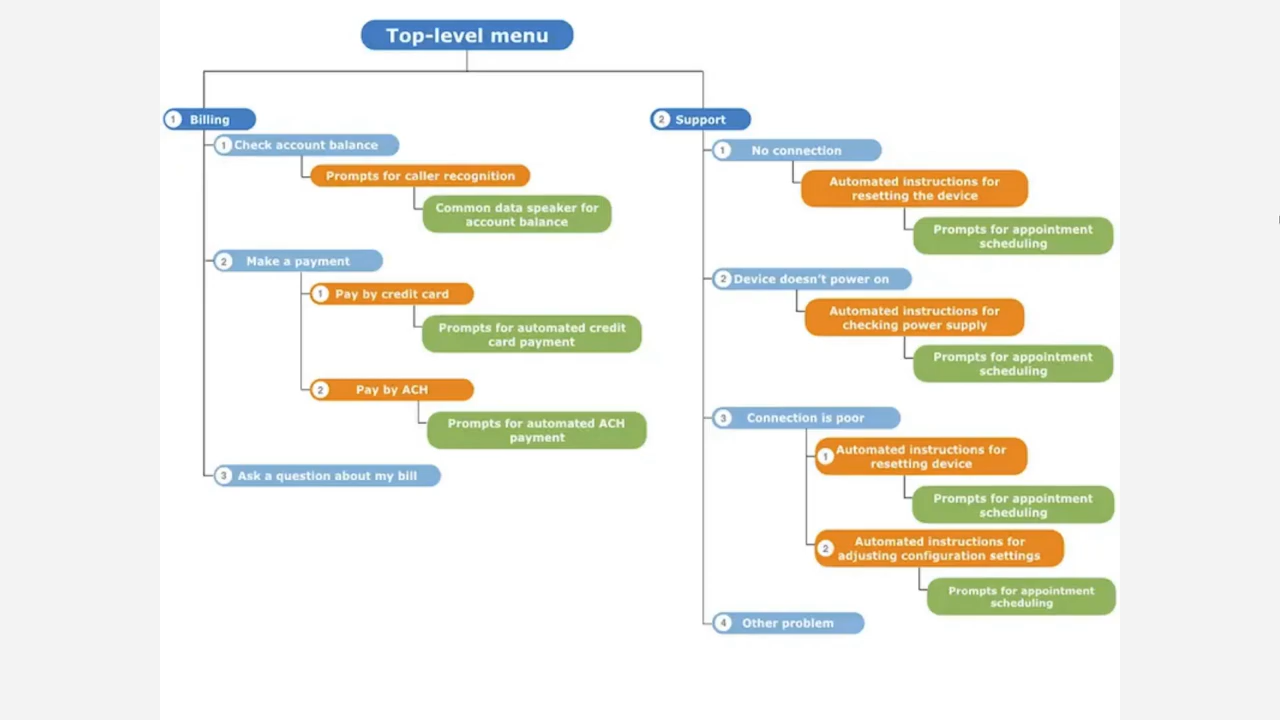 Top-level menu
1 Billing
1 Check account balance
Prompts for caller recognition
Common data speaker for
account balance
2 Make a payment
1 Pay by credit card
Prompts for automated credit
card payment
2 Pay by ACH
Prompts for automated ACH
payment
3 Ask a question about my bill
2 Support
1 No connection
Automated instructions for
resetting the device
Prompts for appointment
scheduling
2 Device doesn't power on
Automated instructions for
checking power supply
Prompts for appointment
scheduling
3 Connection is poor
1 Automated instructions for
resetting device
Prompts for appointment
scheduling
2 Automated instructions for
adjusting configuration settings
Prompts for appointment
scheduling
4 Other problem